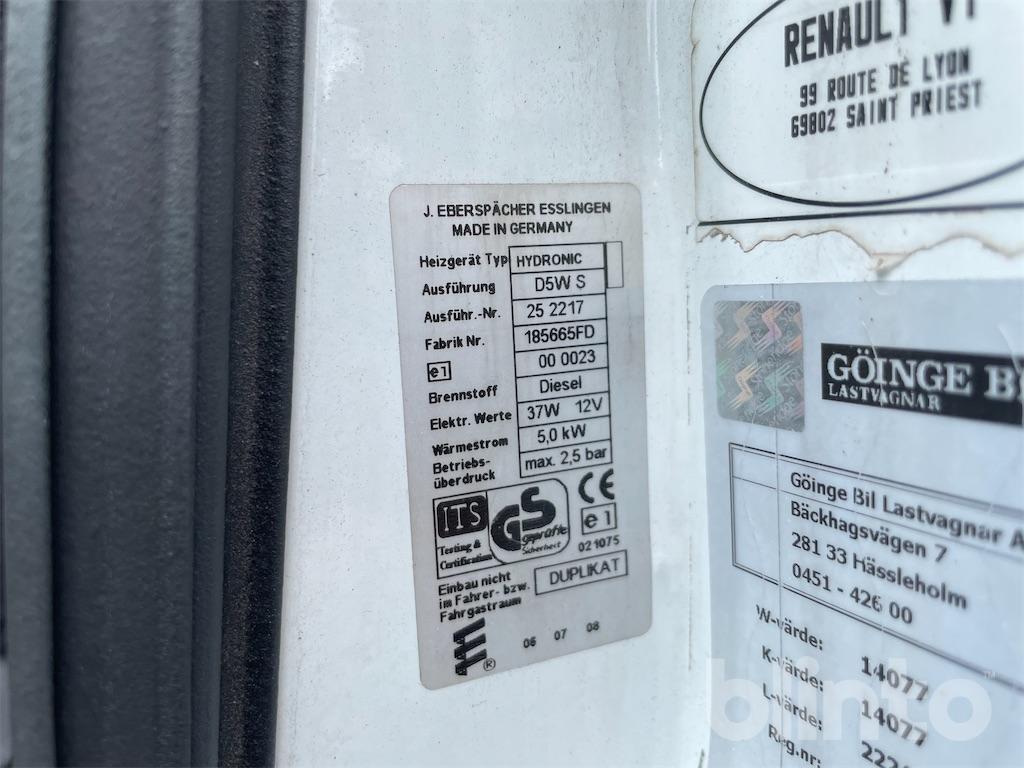 J. EBERSPÄCHER ESSLINGEN
MADE IN GERMANY
Heizgerät Typ HYDRONIC
Ausführung D5W S
Ausführ.-Nr. 25 2217
Fabrik Nr. 185665FD
e1 00 0023
Brennstoff Diesel
Elektr. Werte 37W 12V
Wärmestrom 5,0 kW
Betriebs-
überdruck max. 2,5 bar
ITS
Testing &
Certification
GS
geprüfte
Sicherheit
CE
e1
021075
Einbau nicht
im Fahrer- bzw.
Fahrgastraum
DUPLIKAT
06 07 08
®
RENAULT VI
99 ROUTE DE LYON
69802 SAINT PRIEST
GÖINGE
LASTVAGNAR
Göinge Bil Lastvagnar A
Bäckhagsvägen 7
281 33 Hässleholm
0451 - 426 00
W-värde: 14077
K-värde: 14077
L-värde:
Reg.nr:
blinto™